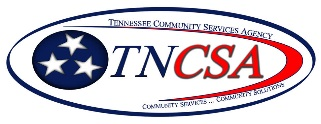 TENNESSEE COMMUNITY SERVICES AGENCY
TNCSA
COMMUNITY SERVICES ... COMMUNITY SOLUTIONS